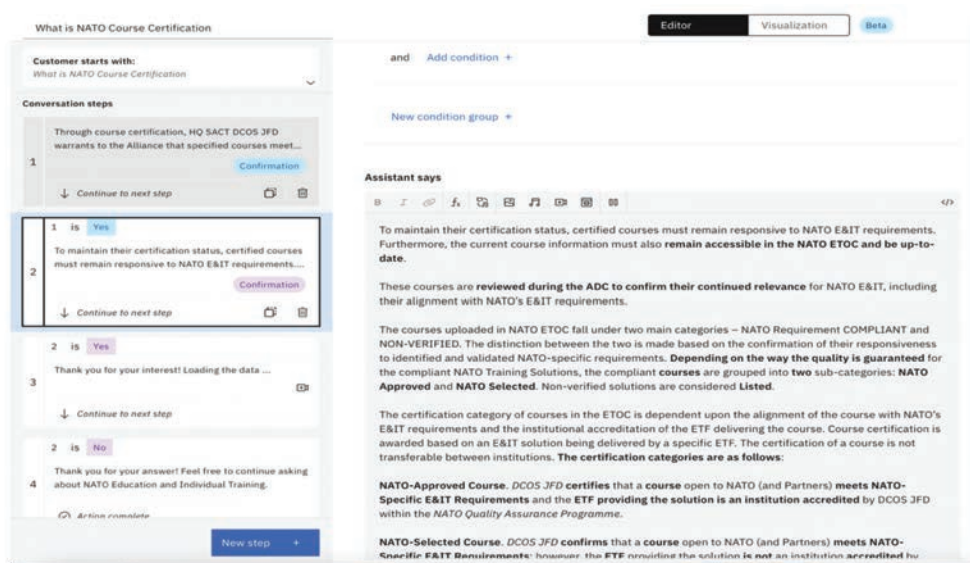 What is NATO Course Certification
Editor
Visualization
Beta
Customer starts with:
What is NATO Course Certification
Conversation steps
1
Through course certification, HQ SACT DCOS JFD
warrants to the Alliance that specified courses meet...
Confirmation
Continue to next step
2
1 is Yes
To maintain their certification status, certified courses
must remain responsive to NATO E&IT requirements....
Confirmation
Continue to next step
3
2 is Yes
Thank you for your interest! Loading the data ...
Continue to next step
4
2 is No
Thank you for your answer! Feel free to continue asking
about NATO Education and Individual Training.
Action complete
New step +
and Add condition +
New condition group +
Assistant says
B I fx </>
To maintain their certification status, certified courses must remain responsive to NATO E&IT requirements.
Furthermore, the current course information must also remain accessible in the NATO ETOC and be up-to-
date.
These courses are reviewed during the ADC to confirm their continued relevance for NATO E&IT, including
their alignment with NATO's E&IT requirements.
The courses uploaded in NATO ETOC fall under two main categories – NATO Requirement COMPLIANT and
NON-VERIFIED. The distinction between the two is made based on the confirmation of their responsiveness
to identified and validated NATO-specific requirements. Depending on the way the quality is guaranteed for
the compliant NATO Training Solutions, the compliant courses are grouped into two sub-categories: NATO
Approved and NATO Selected. Non-verified solutions are considered Listed.
The certification category of courses in the ETOC is dependent upon the alignment of the course with NATO's
E&IT requirements and the institutional accreditation of the ETF delivering the course. Course certification is
awarded based on an E&IT solution being delivered by a specific ETF. The certification of a course is not
transferable between institutions. The certification categories are as follows:
NATO-Approved Course. DCOS JFD certifies that a course open to NATO (and Partners) meets NATO-
Specific E&IT Requirements and the ETF providing the solution is an institution accredited by DCOS JFD
within the NATO Quality Assurance Programme.
NATO-Selected Course. DCOS JFD confirms that a course open to NATO (and Partners) meets NATO-
Specific E&IT Requirements; however, the ETF providing the solution is not an institution accredited by